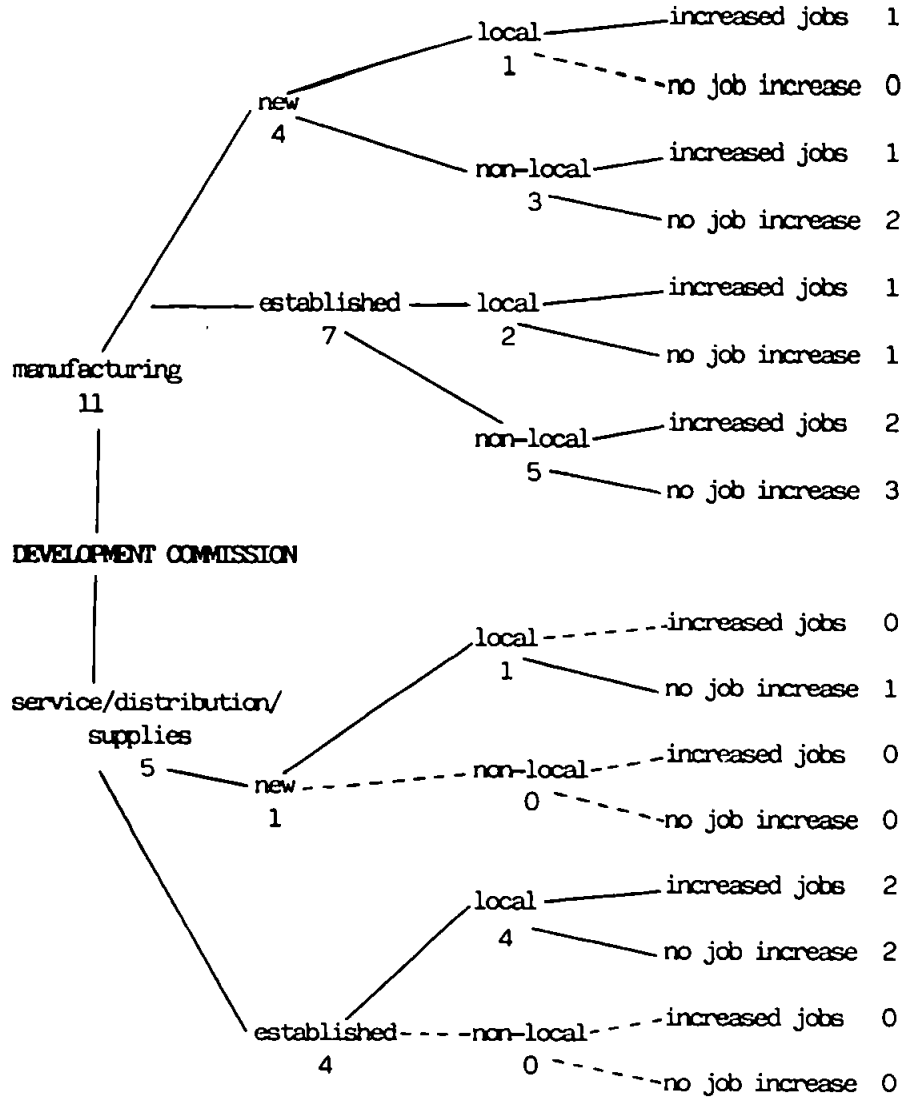 increased jobs 1
local
1
no job increase 0
new
4
increased jobs 1
non-local
3
no job increase 2
increased jobs 1
established local
7 2
no job increase 1
manufacturing
11
increased jobs 2
non-local
5
no job increase 3
DEVELOPMENT COMMISSION
increased jobs 0
local
1
no job increase 1
service/distribution/
supplies
5
increased jobs 0
non-local
new
0
1
no job increase 0
increased jobs 2
local
4
no job increase 2
increased jobs 0
established non-local
4 0
no job increase 0